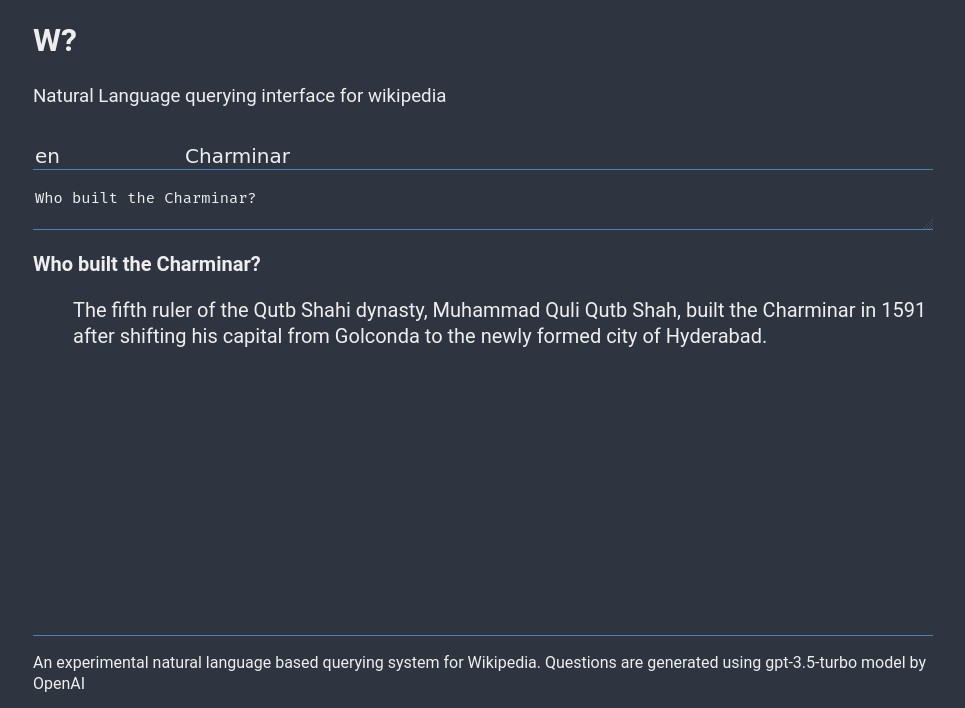 W?
Natural Language querying interface for wikipedia
en Charminar
Who built the Charminar?
Who built the Charminar?
The fifth ruler of the Qutb Shahi dynasty, Muhammad Quli Qutb Shah, built the Charminar in 1591
after shifting his capital from Golconda to the newly formed city of Hyderabad.
An experimental natural language based querying system for Wikipedia. Questions are generated using gpt-3.5-turbo model by
OpenAI